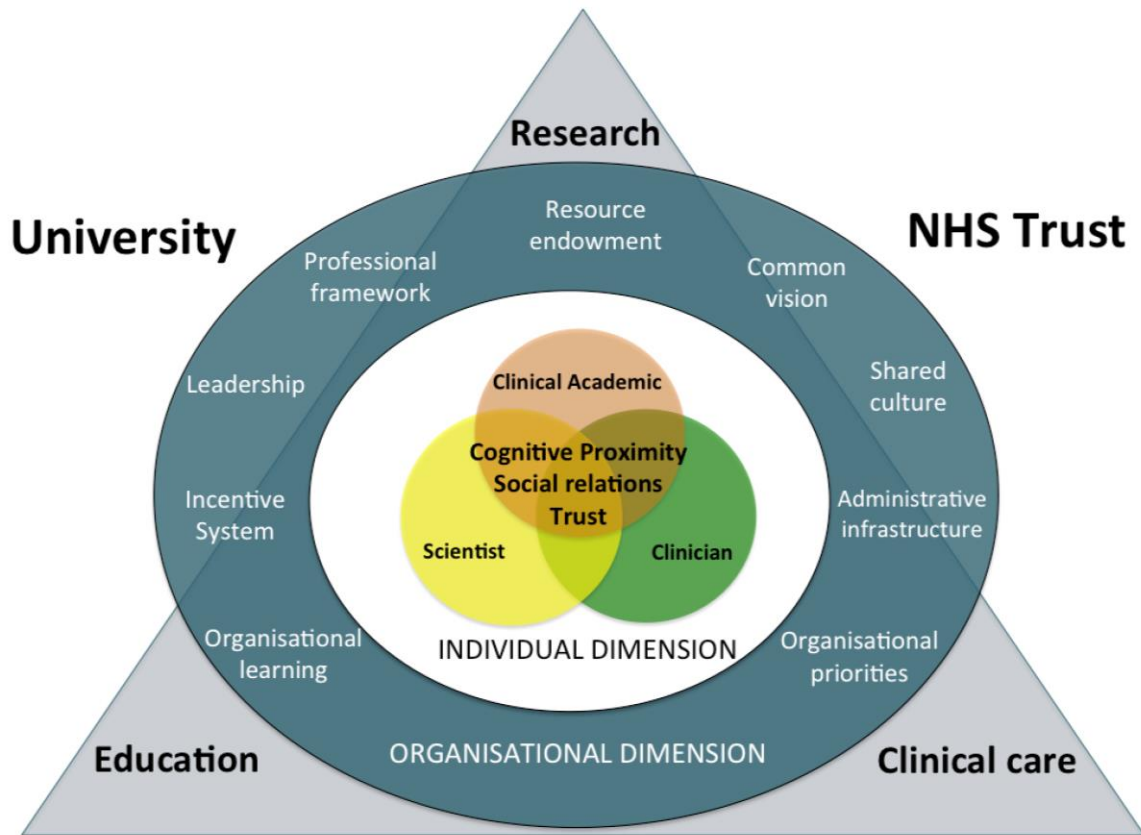 Research
University
NHS Trust
Resource
endowment
Professional
framework
Common
vision
Leadership
Shared
culture
Clinical Academic
Cognitive Proximity
Social relations
Trust
Incentive
System
Administrative
infrastructure
Scientist
Clinician
Organisational
learning
INDIVIDUAL DIMENSION
Organisational
priorities
Education
ORGANISATIONAL DIMENSION
Clinical care